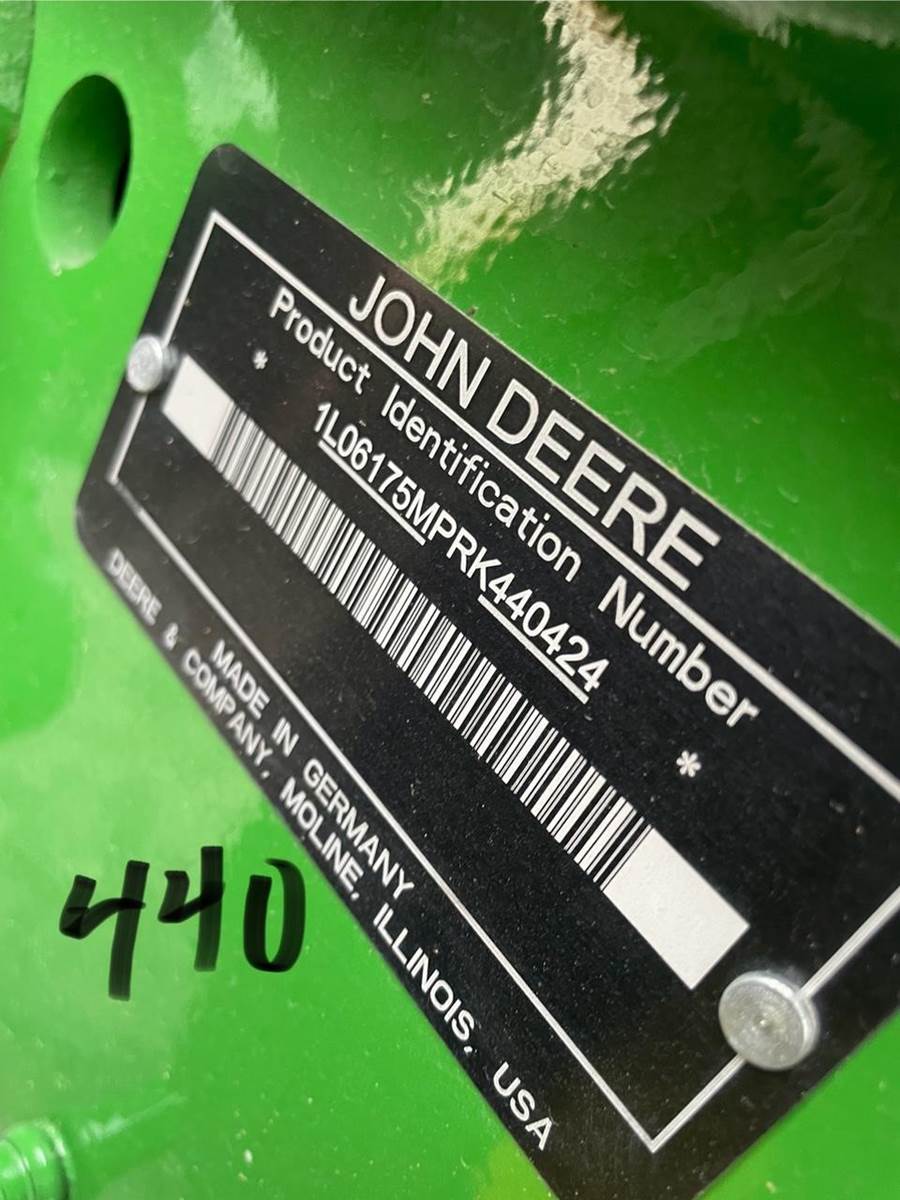 JOHN DEERE
Product Identification Number
* 1L06175MPRK440424 *
MADE IN GERMANY
DEERE & COMPANY, MOLINE, ILLINOIS, USA
440